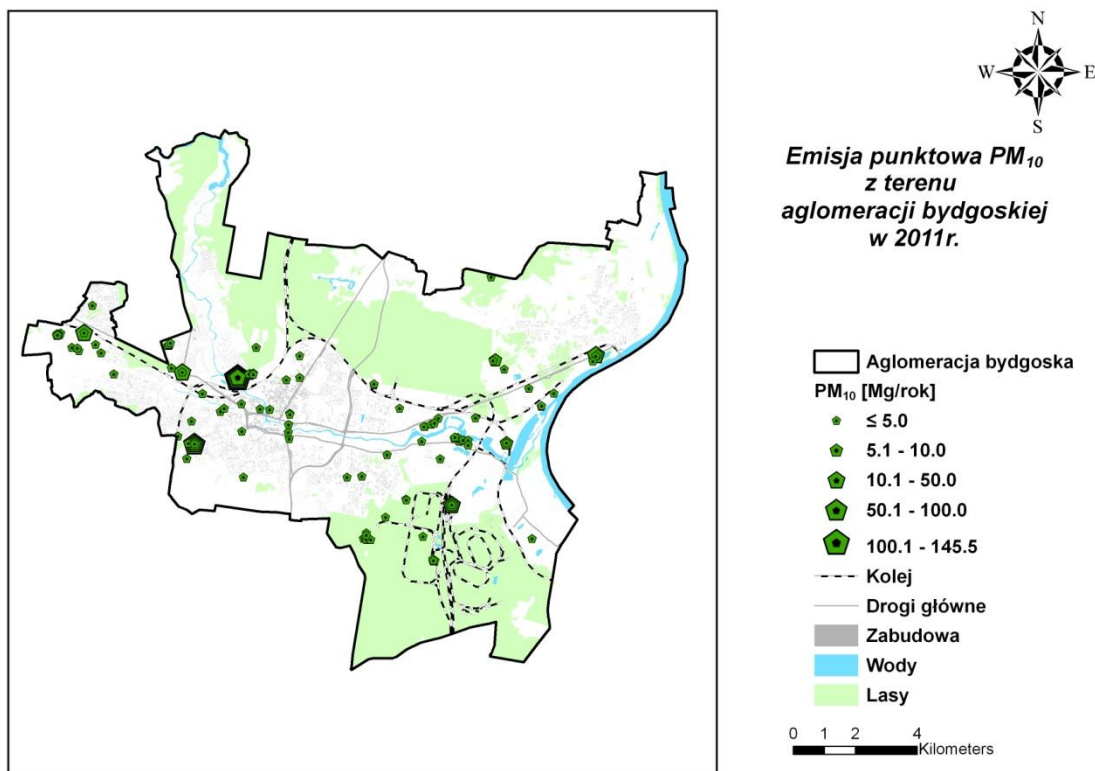 N
W E
S
Emisja punktowa PM10
z terenu
aglomeracji bydgoskiej
w 2011r.
Aglomeracja bydgoska
PM10 [Mg/rok]
≤ 5.0
5.1 - 10.0
10.1 - 50.0
50.1 - 100.0
100.1 - 145.5
Kolej
Drogi główne
Zabudowa
Wody
Lasy
0 1 2 4
Kilometers